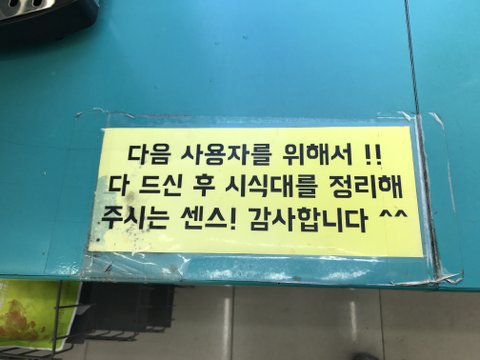 다음 사용자를 위해서 !!
다 드신 후 시식대를 정리해
주시는 센스! 감사합니다 ^^